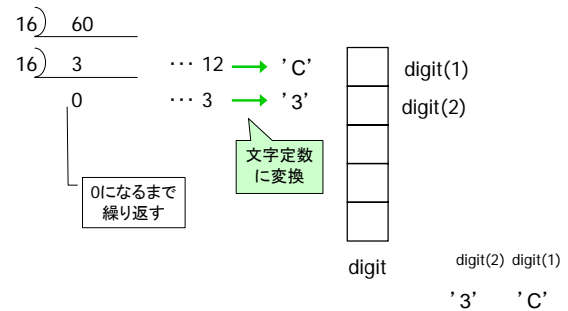 16) 60
16) 3 … 12 → 'C' digit(1)
0 … 3 → '3' digit(2)
文字定数
に変換
0になるまで
繰り返す
digit
digit(2) digit(1)
'3' 'C'